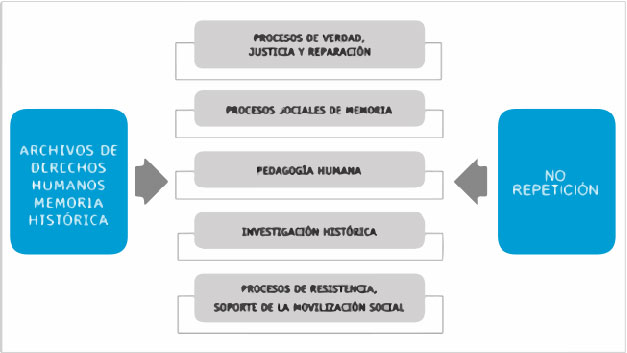 PROCESOS DE VERDAD,
JUSTICIA Y REPARACIÓN
PROCESOS SOCIALES DE MEMORIA
ARCHIVOS DE
DERECHOS
HUMANOS
MEMORIA
HISTÓRICA
PEDAGOGÍA HUMANA
NO
REPETICIÓN
INVESTIGACIÓN HISTÓRICA
PROCESOS DE RESISTENCIA,
SOPORTE DE LA MOVILIZACIÓN SOCIAL